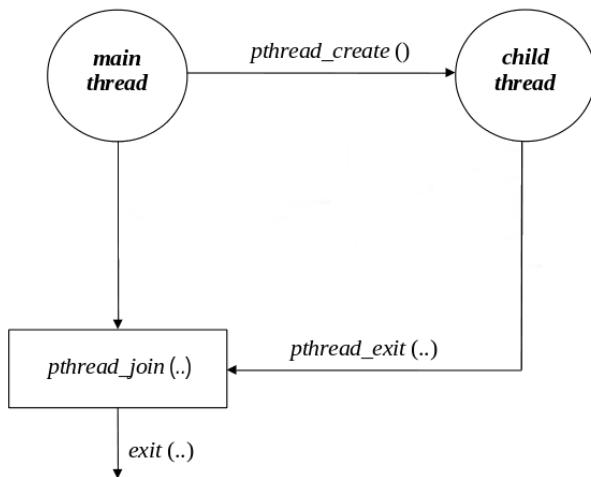 main
thread
pthread_create ()
child
thread
pthread_join (..)
pthread_exit (..)
exit (..)